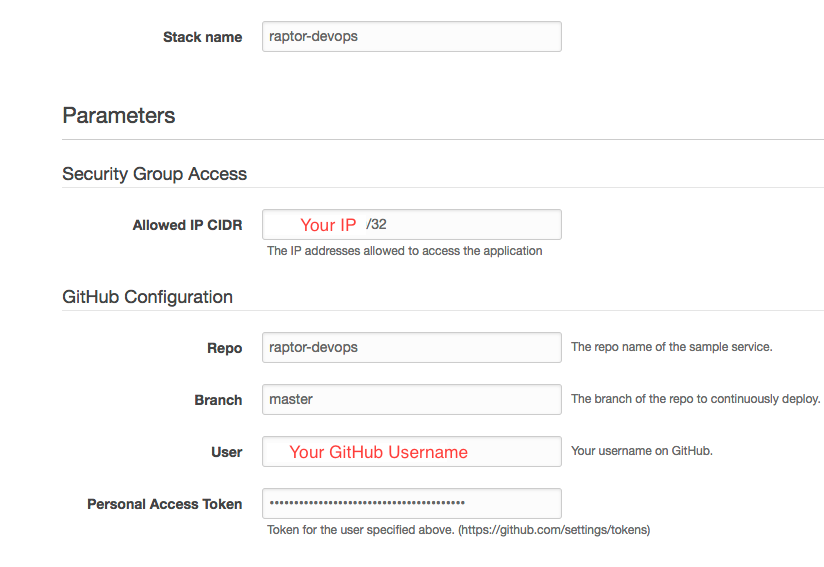 Stack name raptor-devops
Parameters
Security Group Access
Allowed IP CIDR Your IP /32
The IP addresses allowed to access the application
GitHub Configuration
Repo raptor-devops The repo name of the sample service.
Branch master The branch of the repo to continuously deploy.
User Your GitHub Username Your username on GitHub.
Personal Access Token ••••••••••••••••••••••••••••••••••••••••
Token for the user specified above. (https://github.com/settings/tokens)